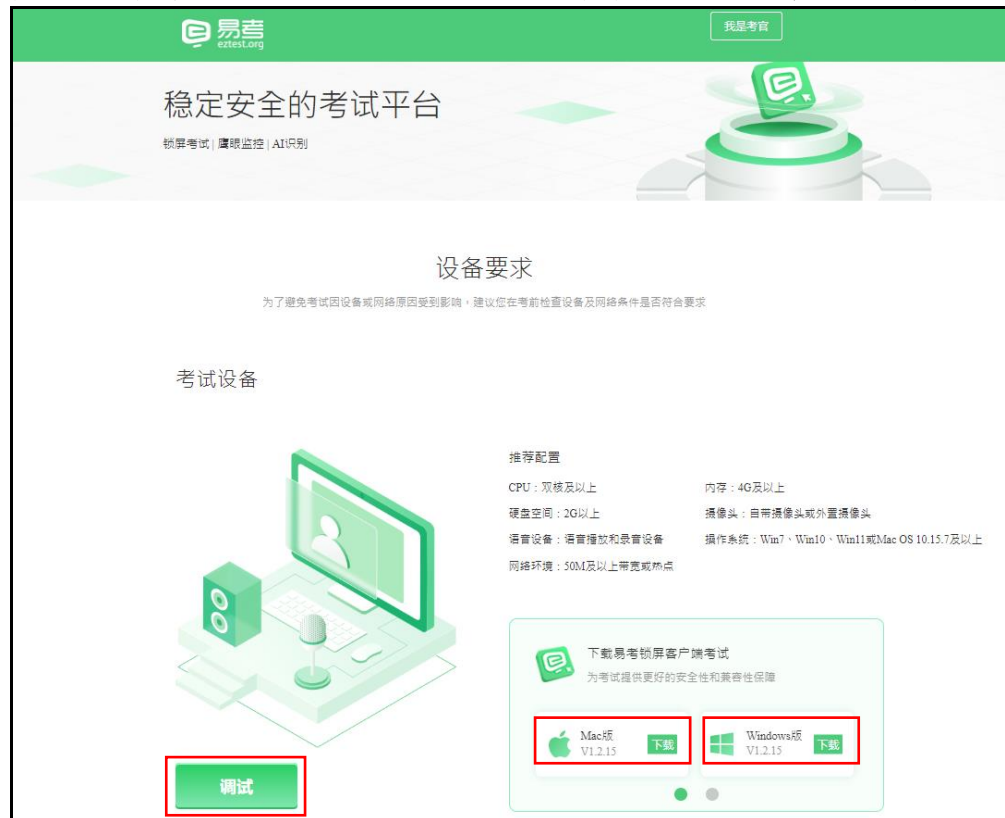 易考
eztest.org
我是考官
稳定安全的考试平台
锁屏考试 | 鹰眼监控 | AI识别
设备要求
为了避免考试因设备或网络原因受到影响，建议您在考前检查设备及网络条件是否符合要求
考试设备
推荐配置
CPU：双核及以上
内存：4G及以上
硬盘空间：2G以上
摄像头：自带摄像头或外置摄像头
语音设备：语音播放和录音设备
操作系统：Win7、Win10、Win11或Mac OS 10.15.7及以上
网络环境：50M及以上带宽或热点
下载易考锁屏客户端考试
为考试提供更好的安全性和兼容性保障
Mac版
V1.2.15
下载
Windows版
V1.2.15
下载
调试